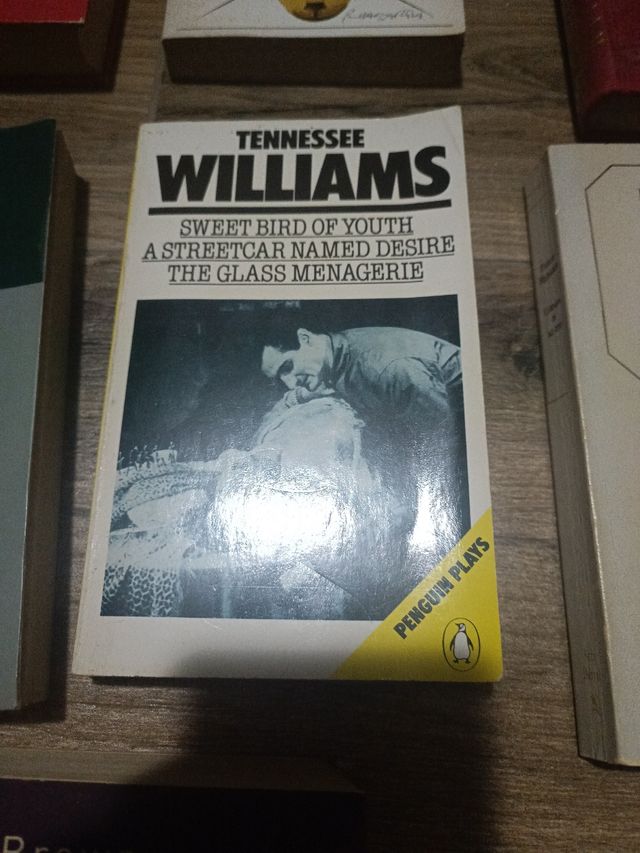 TENNESSEE
WILLIAMS
SWEET BIRD OF YOUTH
A STREETCAR NAMED DESIRE
THE GLASS MENAGERIE
PENGUIN PLAYS